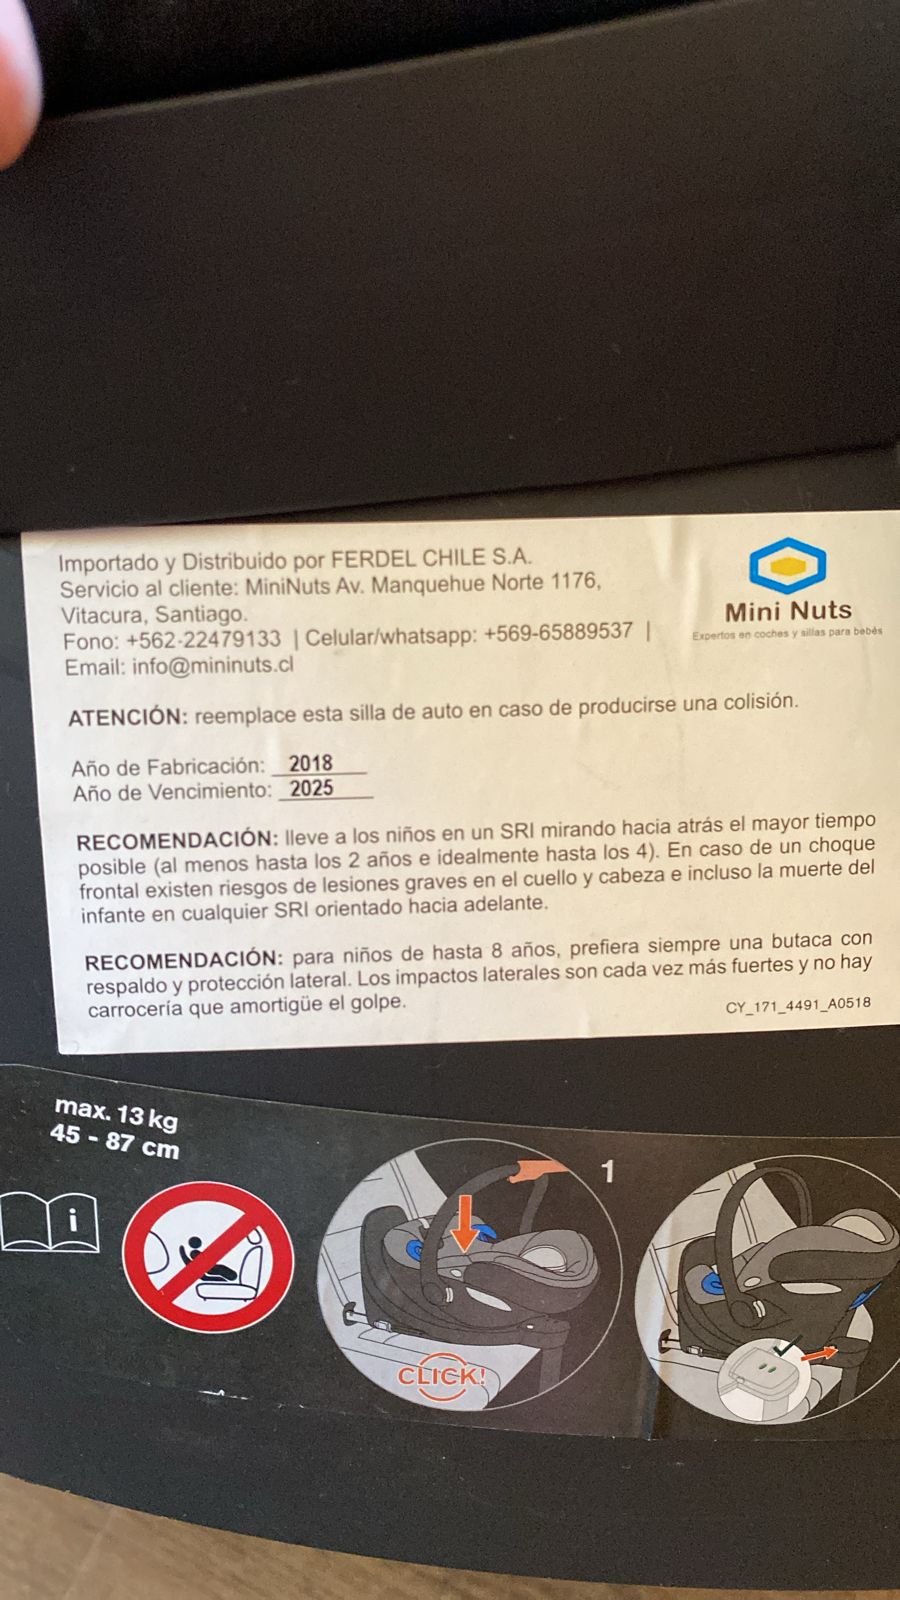 Importado y Distribuido por FERDEL CHILE S.A.
Servicio al cliente: MiniNuts Av. Manquehue Norte 1176,
Vitacura, Santiago.
Fono: +562-22479133 | Celular/whatsapp: +569-65889537 |
Email: info@mininuts.cl
Mini Nuts
Expertos en coches y sillas para bebés
ATENCIÓN: reemplace esta silla de auto en caso de producirse una colisión.
Año de Fabricación: 2018
Año de Vencimiento: 2025
RECOMENDACIÓN: lleve a los niños en un SRI mirando hacia atrás el mayor tiempo
posible (al menos hasta los 2 años e idealmente hasta los 4). En caso de un choque
frontal existen riesgos de lesiones graves en el cuello y cabeza e incluso la muerte del
infante en cualquier SRI orientado hacia adelante.
RECOMENDACIÓN: para niños de hasta 8 años, prefiera siempre una butaca con
respaldo y protección lateral. Los impactos laterales son cada vez más fuertes y no hay
carrocería que amortigüe el golpe.
CY_171_4491_A0518
max. 13 kg
45 - 87 cm
i
1
CLICK!